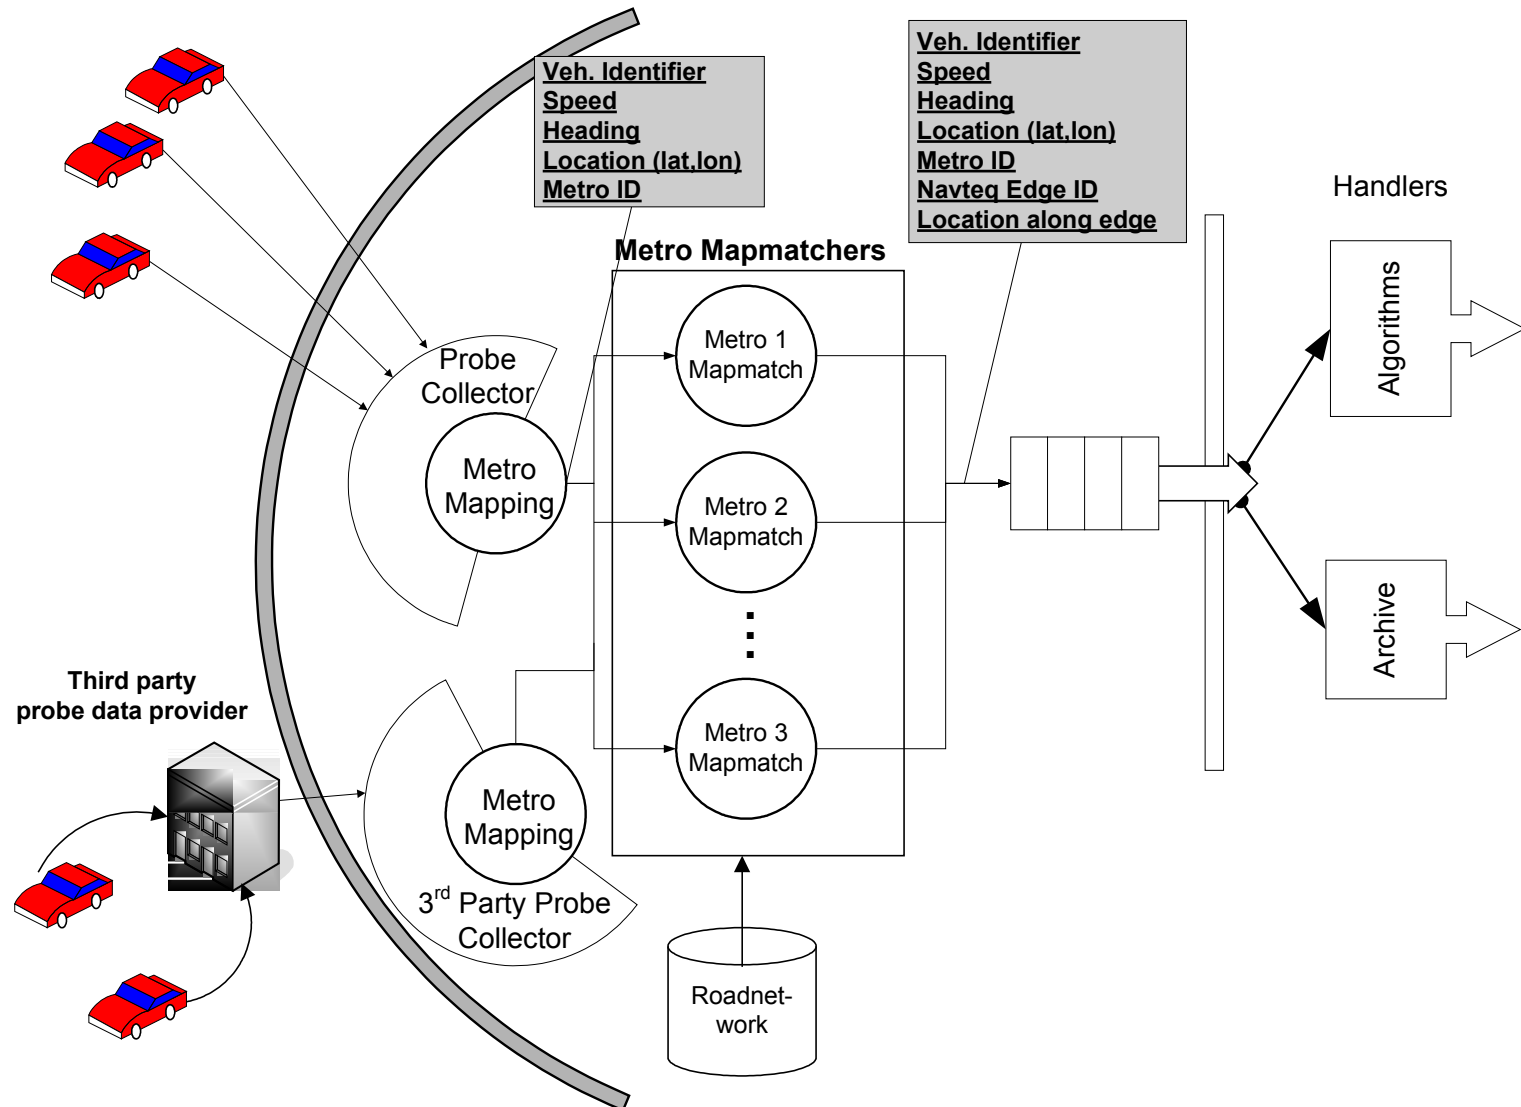 Veh. Identifier
Speed
Heading
Location (lat,lon)
Metro ID
Veh. Identifier
Speed
Heading
Location (lat,lon)
Metro ID
Navteq Edge ID
Location along edge
Handlers
Metro Mapmatchers
Probe
Collector
Metro
Mapping
Metro 1
Mapmatch
Metro 2
Mapmatch
Metro 3
Mapmatch
Algorithms
Archive
Third party
probe data provider
Metro
Mapping
3rd Party Probe
Collector
Roadnet-
work